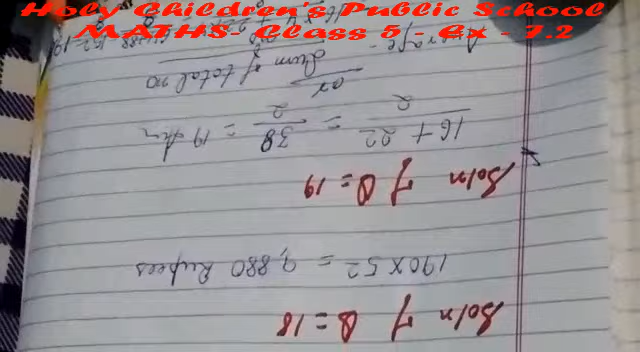 Holy Children's Public School
MATHS- Class 5 - Ex - 7.2
Soln of Q = 18
190 × 52 = 9,880 Rupees
Soln of Q = 19
16 + 22 / 2 = 38 / 2 = 19 Ans
or
Sum of total no
Average =